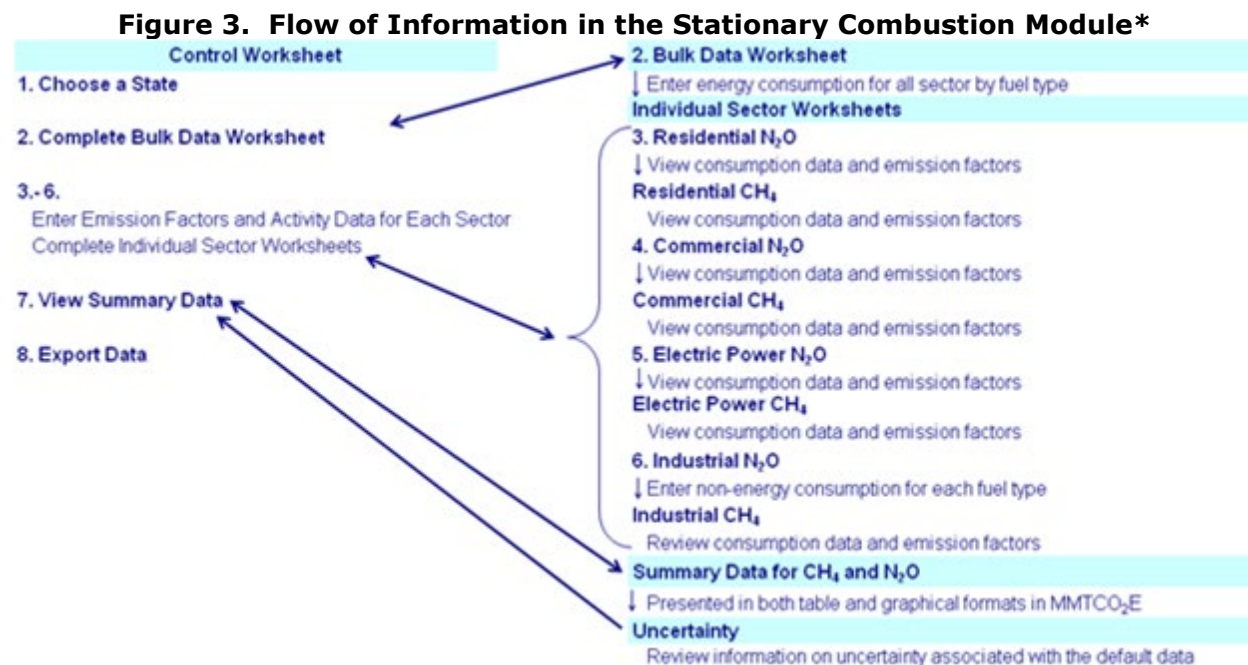 Figure 3. Flow of Information in the Stationary Combustion Module*
Control Worksheet
1. Choose a State
2. Complete Bulk Data Worksheet
3.-6.
Enter Emission Factors and Activity Data for Each Sector
Complete Individual Sector Worksheets
7. View Summary Data
8. Export Data
2. Bulk Data Worksheet
↓ Enter energy consumption for all sector by fuel type
Individual Sector Worksheets
3. Residential N₂O
↓ View consumption data and emission factors
Residential CH₄
View consumption data and emission factors
4. Commercial N₂O
↓ View consumption data and emission factors
Commercial CH₄
View consumption data and emission factors
5. Electric Power N₂O
↓ View consumption data and emission factors
Electric Power CH₄
View consumption data and emission factors
6. Industrial N₂O
↓ Enter non-energy consumption for each fuel type
Industrial CH₄
Review consumption data and emission factors
Summary Data for CH₄ and N₂O
↓ Presented in both table and graphical formats in MMTCO₂E
Uncertainty
Review information on uncertainty associated with the default data